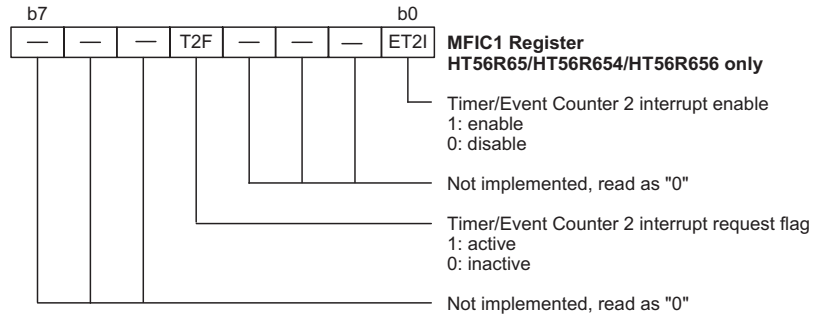 b7 b0
— — — T2F — — — ET2I
MFIC1 Register
HT56R65/HT56R654/HT56R656 only
Timer/Event Counter 2 interrupt enable
1: enable
0: disable
Not implemented, read as "0"
Timer/Event Counter 2 interrupt request flag
1: active
0: inactive
Not implemented, read as "0"